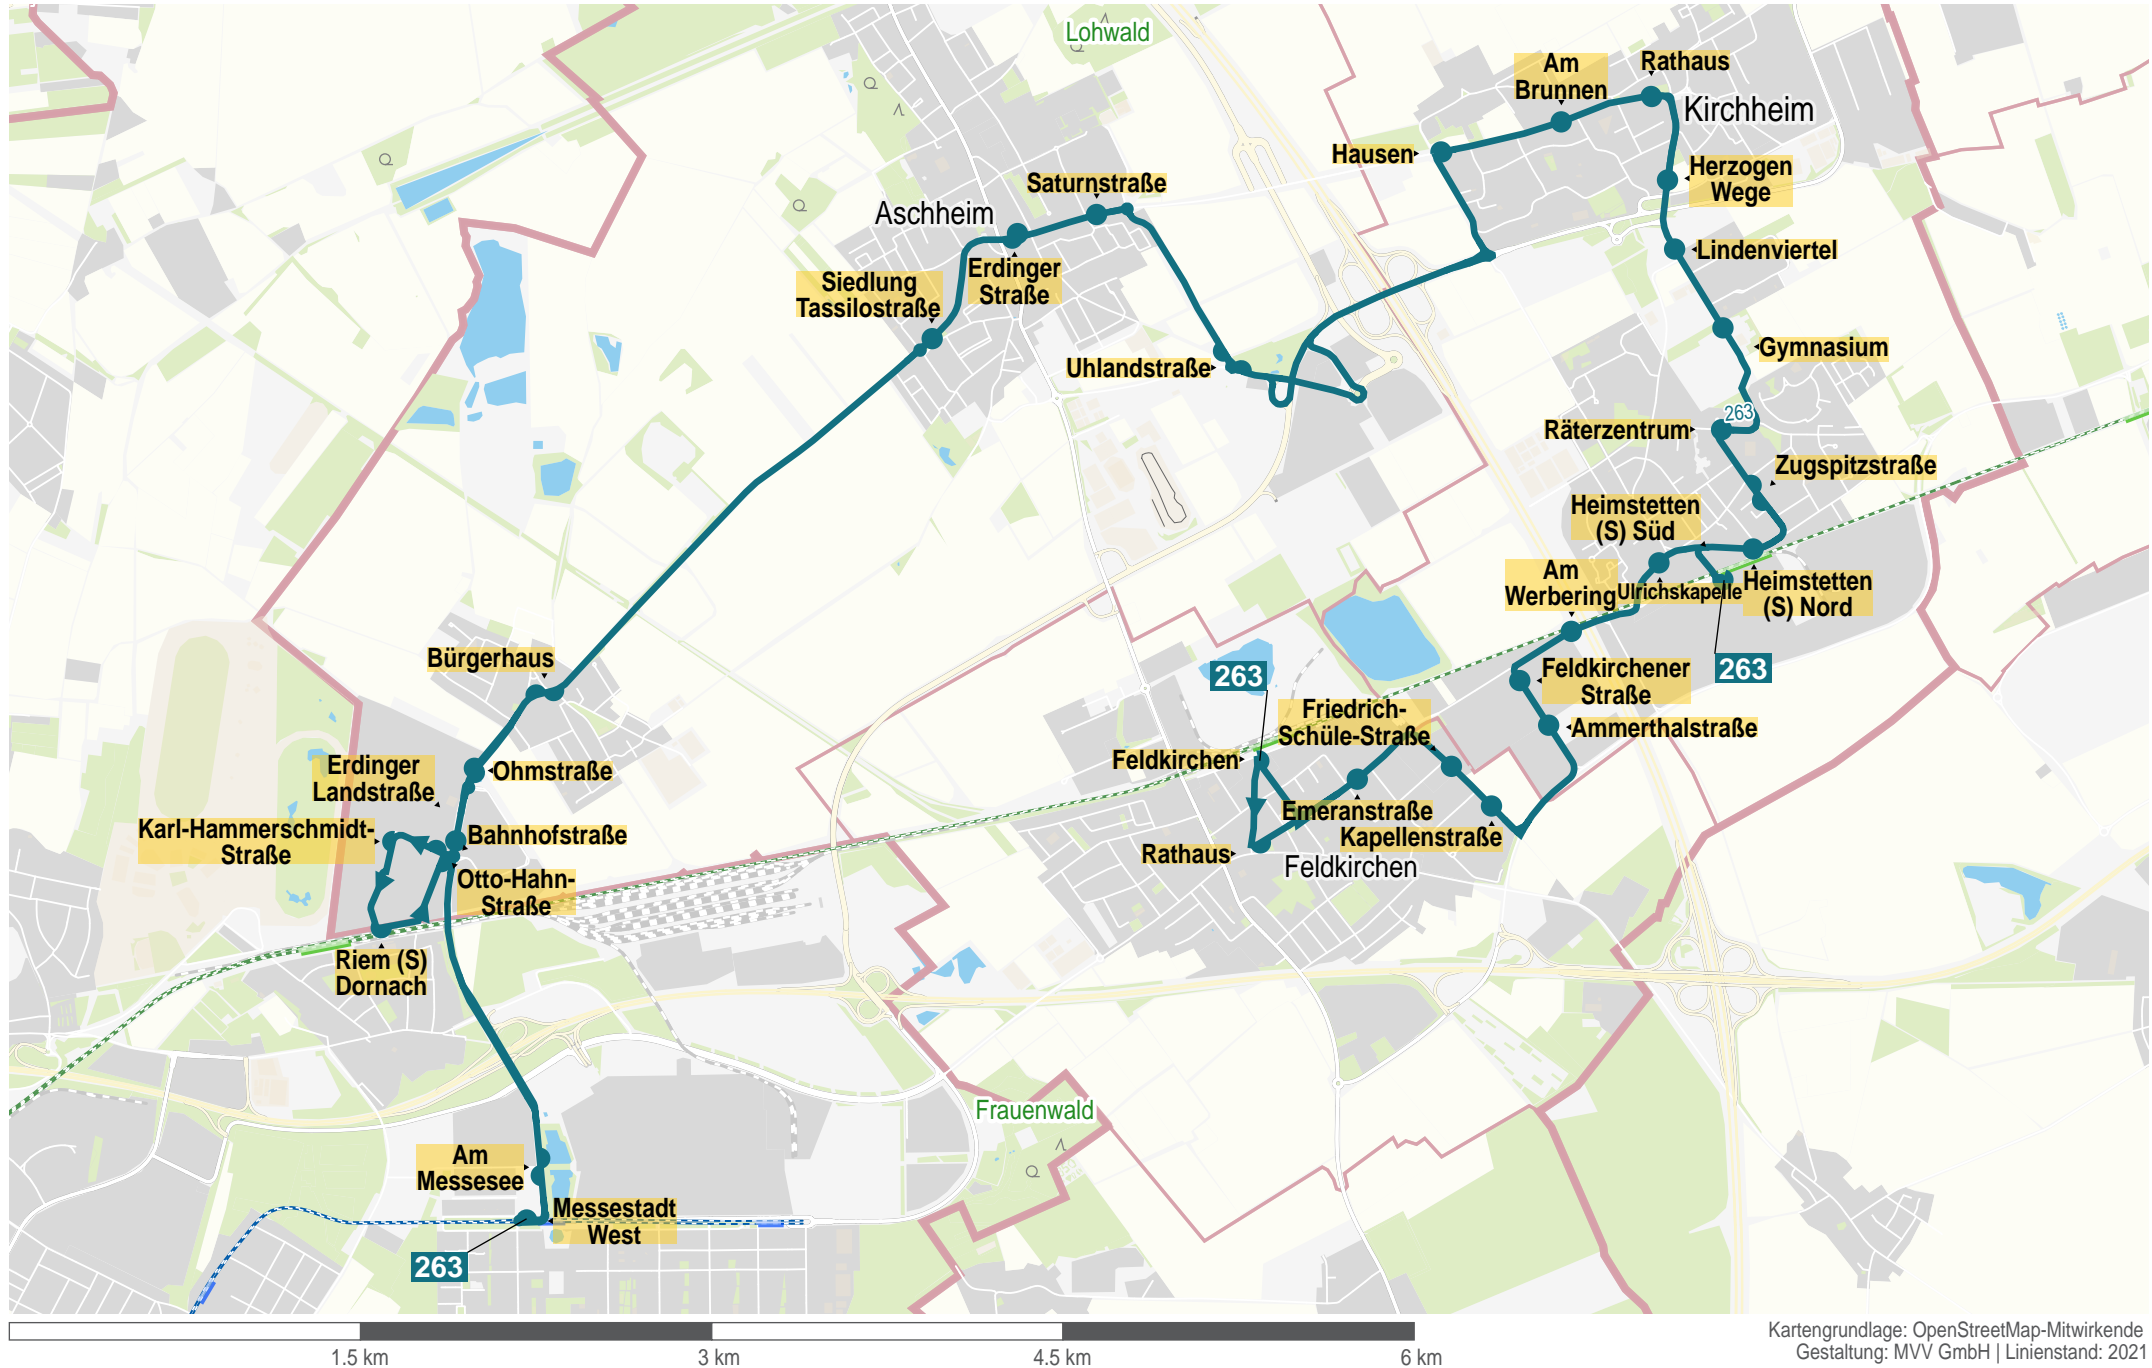 Lohwald
Am
Brunnen
Rathaus
Kirchheim
Hausen
Herzogen
Wege
Saturnstraße
Aschheim
Lindenviertel
Erdinger
Straße
Siedlung
Tassilostraße
Gymnasium
Uhlandstraße
263
Räterzentrum
Zugspitzstraße
Heimstetten
(S) Süd
Am
Werbering
Ulrichskapelle
Heimstetten
(S) Nord
Bürgerhaus
263
263
Feldkirchener
Straße
Friedrich-
Schüle-Straße
Ammerthalstraße
Feldkirchen
Erdinger
Landstraße
Ohmstraße
Emeranstraße
Kapellenstraße
Karl-Hammerschmidt-
Straße
Bahnhofstraße
Rathaus
Feldkirchen
Otto-Hahn-
Straße
Riem (S)
Dornach
Frauenwald
Am
Messesee
Messestadt
West
263
1.5 km
3 km
4.5 km
6 km
Kartengrundlage: OpenStreetMap-Mitwirkende
Gestaltung: MVV GmbH | Linienstand: 2021